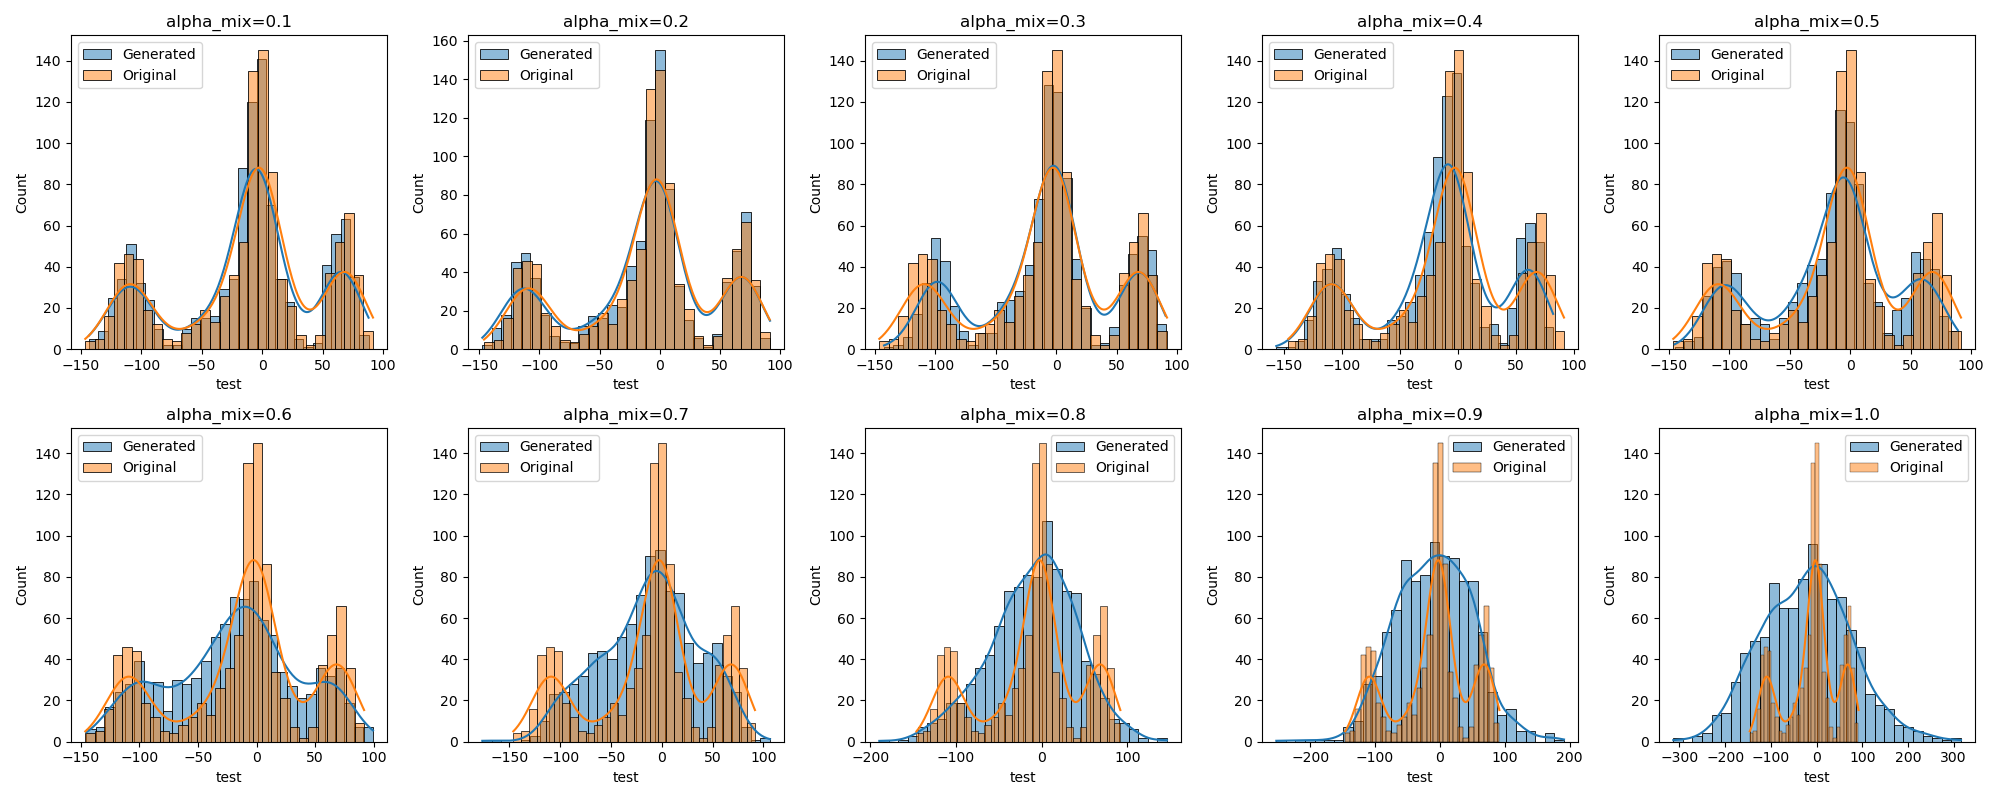 alpha_mix=0.1
alpha_mix=0.2
alpha_mix=0.3
alpha_mix=0.4
alpha_mix=0.5
Generated
Original
Generated
Original
Generated
Original
Generated
Original
Generated
Original
Count
140
120
100
80
60
40
20
0
Count
160
140
120
100
80
60
40
20
0
Count
140
120
100
80
60
40
20
0
Count
140
120
100
80
60
40
20
0
Count
140
120
100
80
60
40
20
0
−150 −100 −50 0 50 100
−150 −100 −50 0 50 100
−150 −100 −50 0 50 100
−150 −100 −50 0 50 100
−150 −100 −50 0 50 100
test
test
test
test
test
alpha_mix=0.6
alpha_mix=0.7
alpha_mix=0.8
alpha_mix=0.9
alpha_mix=1.0
Generated
Original
Generated
Original
Generated
Original
Generated
Original
Generated
Original
Count
140
120
100
80
60
40
20
0
Count
140
120
100
80
60
40
20
0
Count
140
120
100
80
60
40
20
0
Count
140
120
100
80
60
40
20
0
Count
140
120
100
80
60
40
20
0
−150 −100 −50 0 50 100
−150 −100 −50 0 50 100
−200 −100 0 100
−200 −100 0 100 200
−300 −200 −100 0 100 200 300
test
test
test
test
test